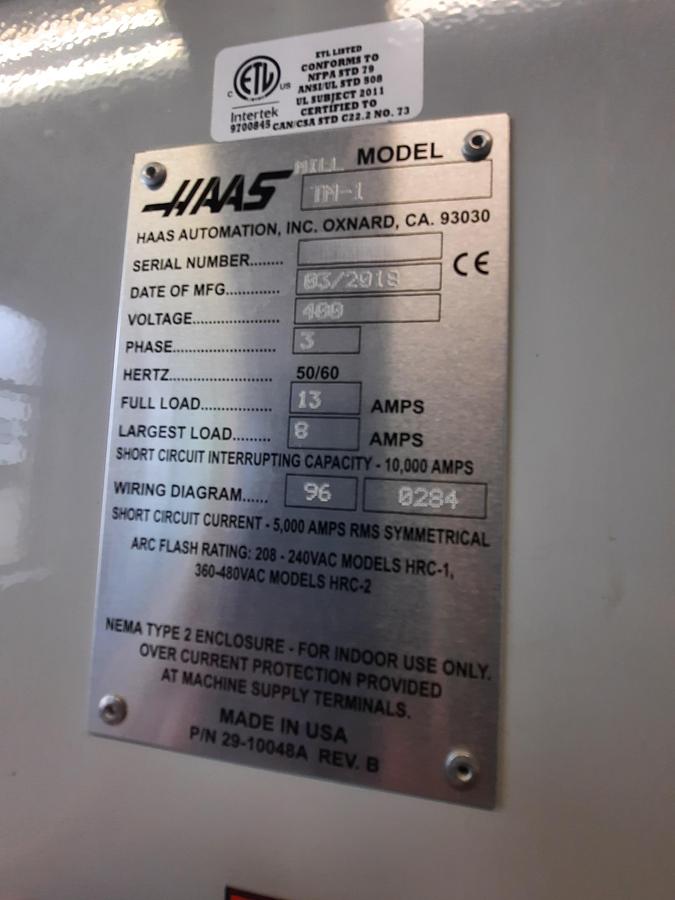 ETL LISTED
CONFORMS TO
NFPA STD 79
ANSI/UL STD 508
UL SUBJECT 2011
CERTIFIED TO
CAN/CSA STD C22.2 NO. 73
C ETL US
Intertek
9700845
HAAS MILL MODEL
TM-1
HAAS AUTOMATION, INC. OXNARD, CA. 93030
SERIAL NUMBER........
CE
DATE OF MFG............ 03/2018
VOLTAGE................... 400
PHASE....................... 3
HERTZ....................... 50/60
FULL LOAD................ 13 AMPS
LARGEST LOAD......... 8 AMPS
SHORT CIRCUIT INTERRUPTING CAPACITY - 10,000 AMPS
WIRING DIAGRAM...... 96 0284
SHORT CIRCUIT CURRENT - 5,000 AMPS RMS SYMMETRICAL
ARC FLASH RATING: 208 - 240VAC MODELS HRC-1,
360-480VAC MODELS HRC-2
NEMA TYPE 2 ENCLOSURE - FOR INDOOR USE ONLY.
OVER CURRENT PROTECTION PROVIDED
AT MACHINE SUPPLY TERMINALS.
MADE IN USA
P/N 29-10048A REV. B